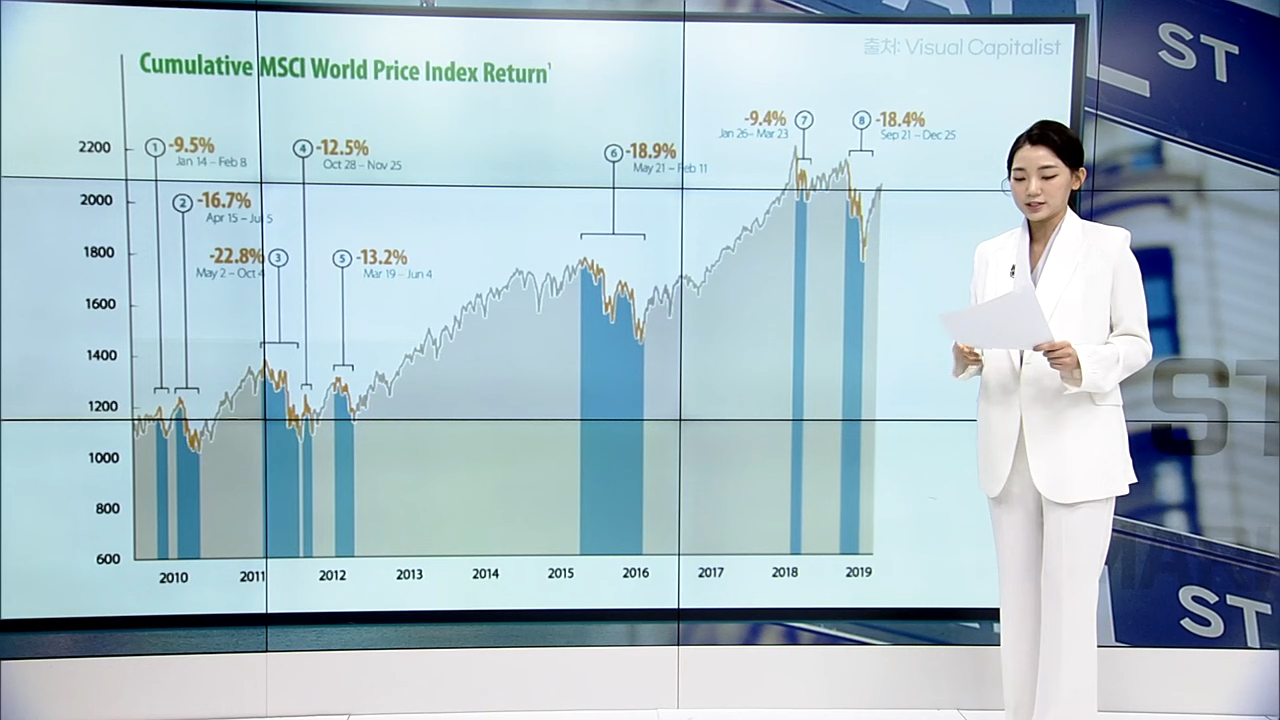 출처: Visual Capitalist
Cumulative MSCI World Price Index Return¹
1 -9.5%
Jan 14 – Feb 8
2 -16.7%
Apr 15 – Jul 5
-22.8% 3
May 2 – Oct 4
4 -12.5%
Oct 28 – Nov 25
5 -13.2%
Mar 19 – Jun 4
6 -18.9%
May 21 – Feb 11
-9.4% 7
Jan 26 – Mar 23
8 -18.4%
Sep 21 – Dec 25
2200
2000
1800
1600
1400
1200
1000
800
600
2010 2011 2012 2013 2014 2015 2016 2017 2018 2019
ST
ST
ST